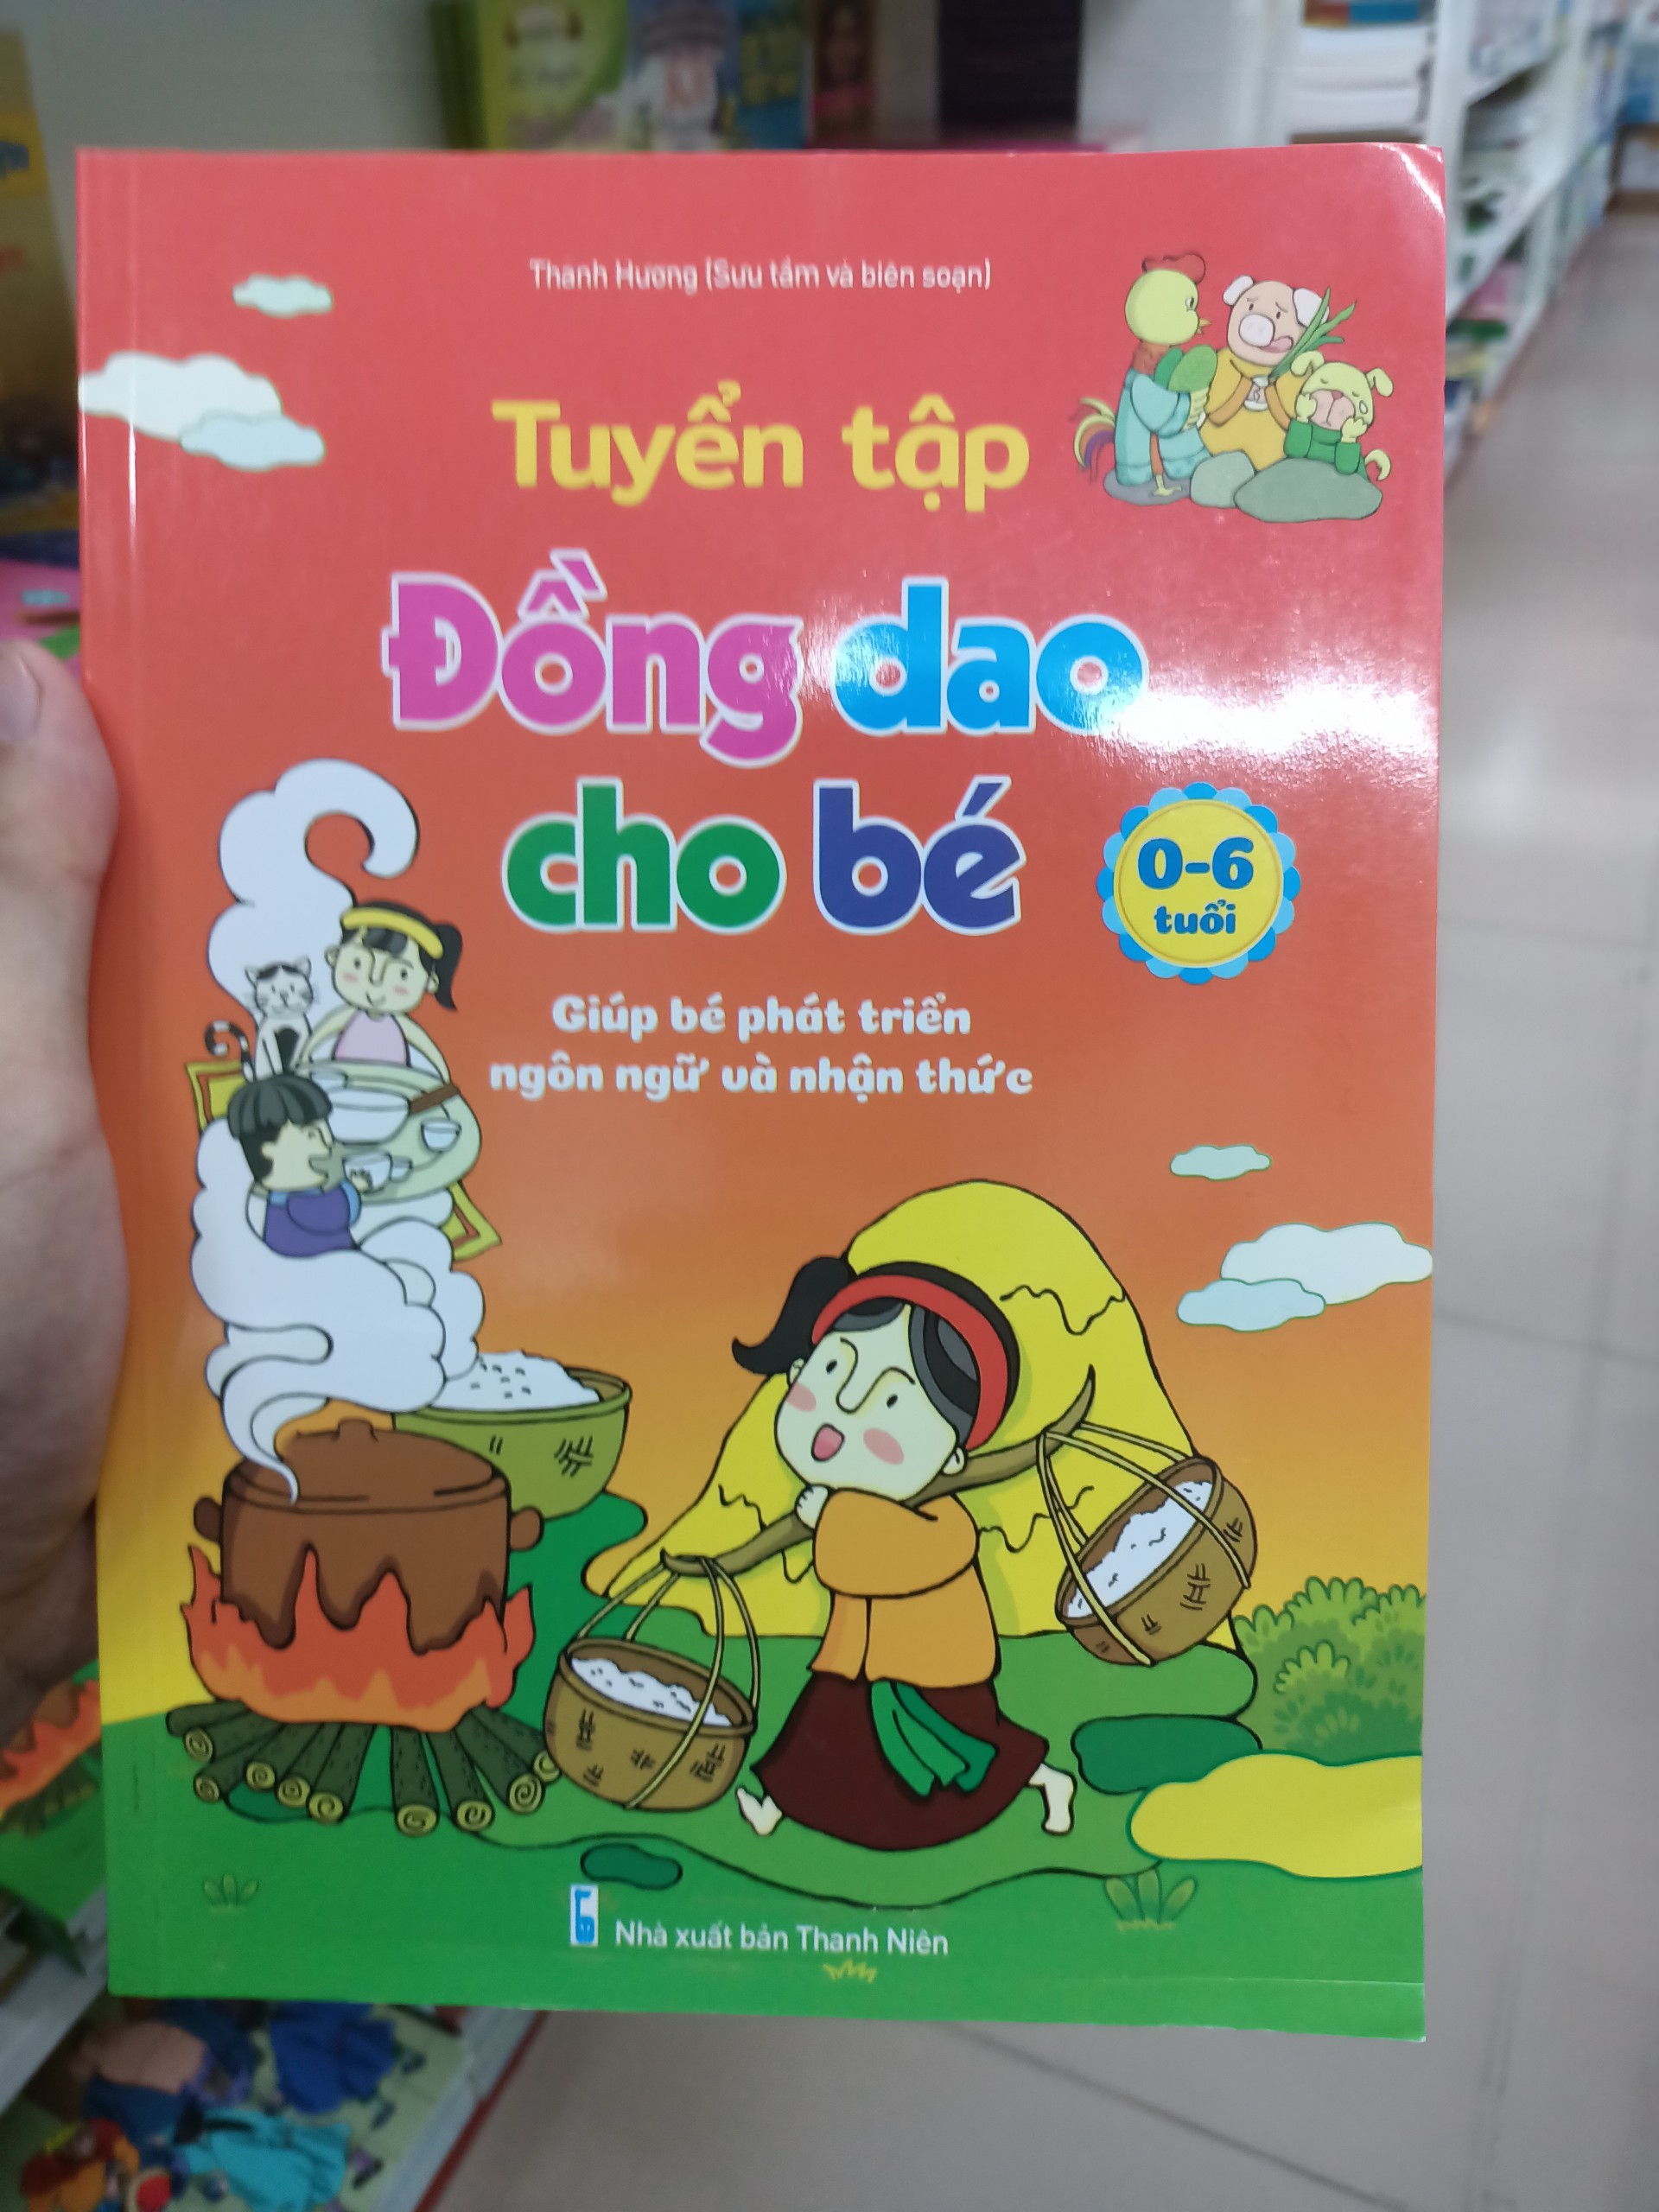 Thanh Hương (Sưu tầm và biên soạn)
Tuyển tập
Đồng dao
cho bé
0-6
tuổi
Giúp bé phát triển
ngôn ngữ và nhận thức
Nhà xuất bản Thanh Niên